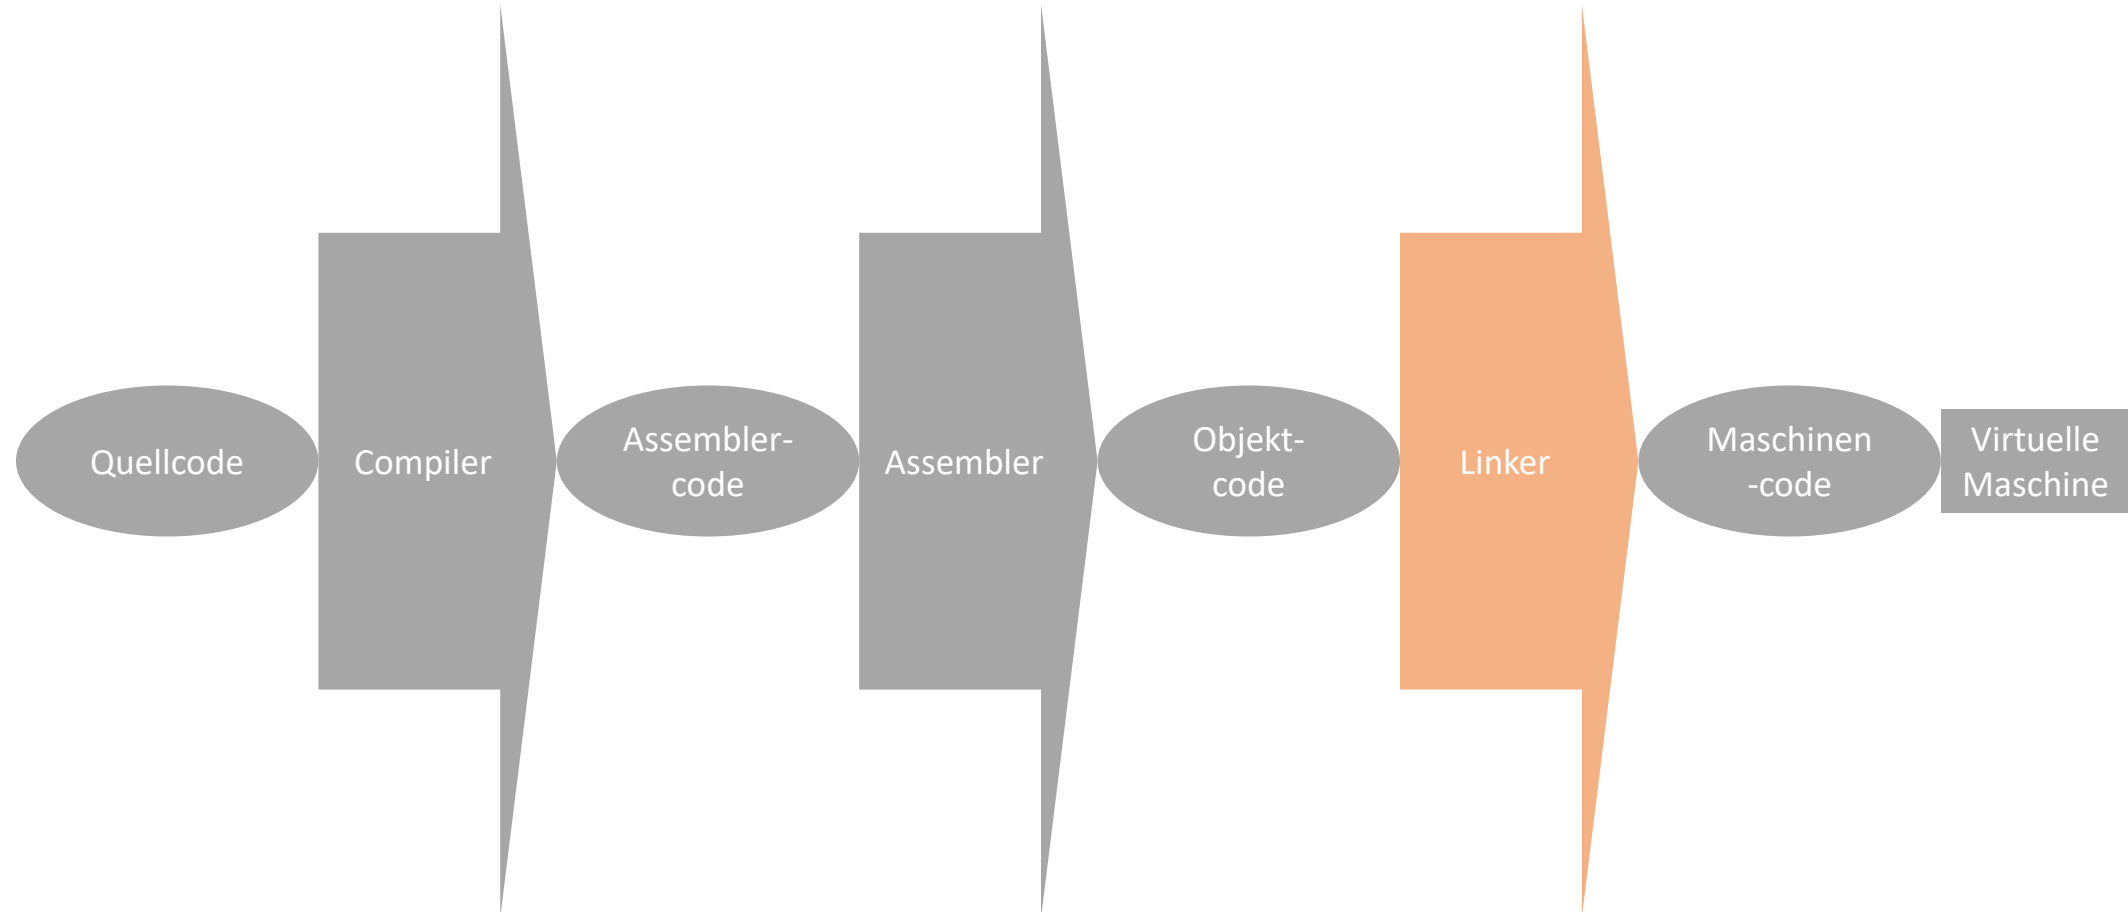 Quellcode
Compiler
Assembler-
code
Assembler
Objekt-
code
Linker
Maschinen
-code
Virtuelle
Maschine